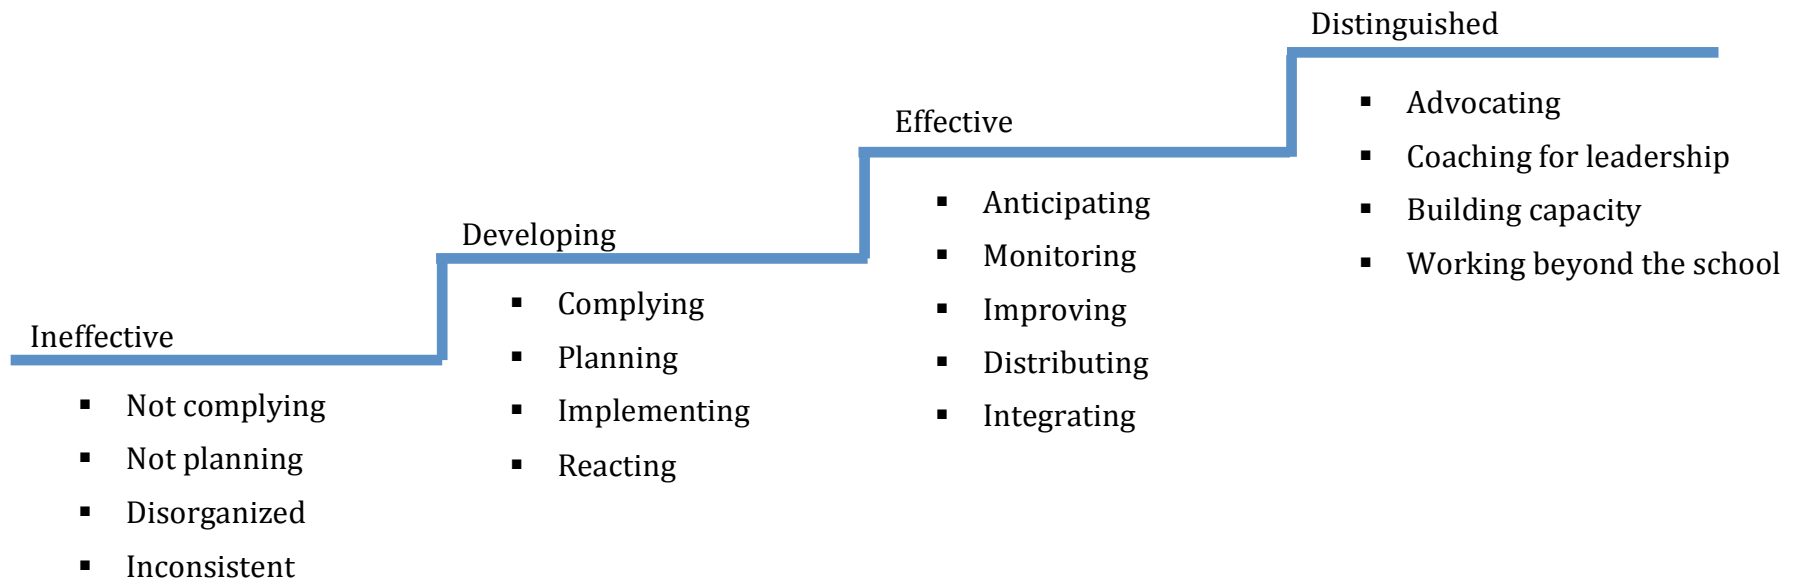 Distinguished
▪ Advocating
▪ Coaching for leadership
▪ Building capacity
▪ Working beyond the school
Effective
▪ Anticipating
▪ Monitoring
▪ Improving
▪ Distributing
▪ Integrating
Developing
▪ Complying
▪ Planning
▪ Implementing
▪ Reacting
Ineffective
▪ Not complying
▪ Not planning
▪ Disorganized
▪ Inconsistent